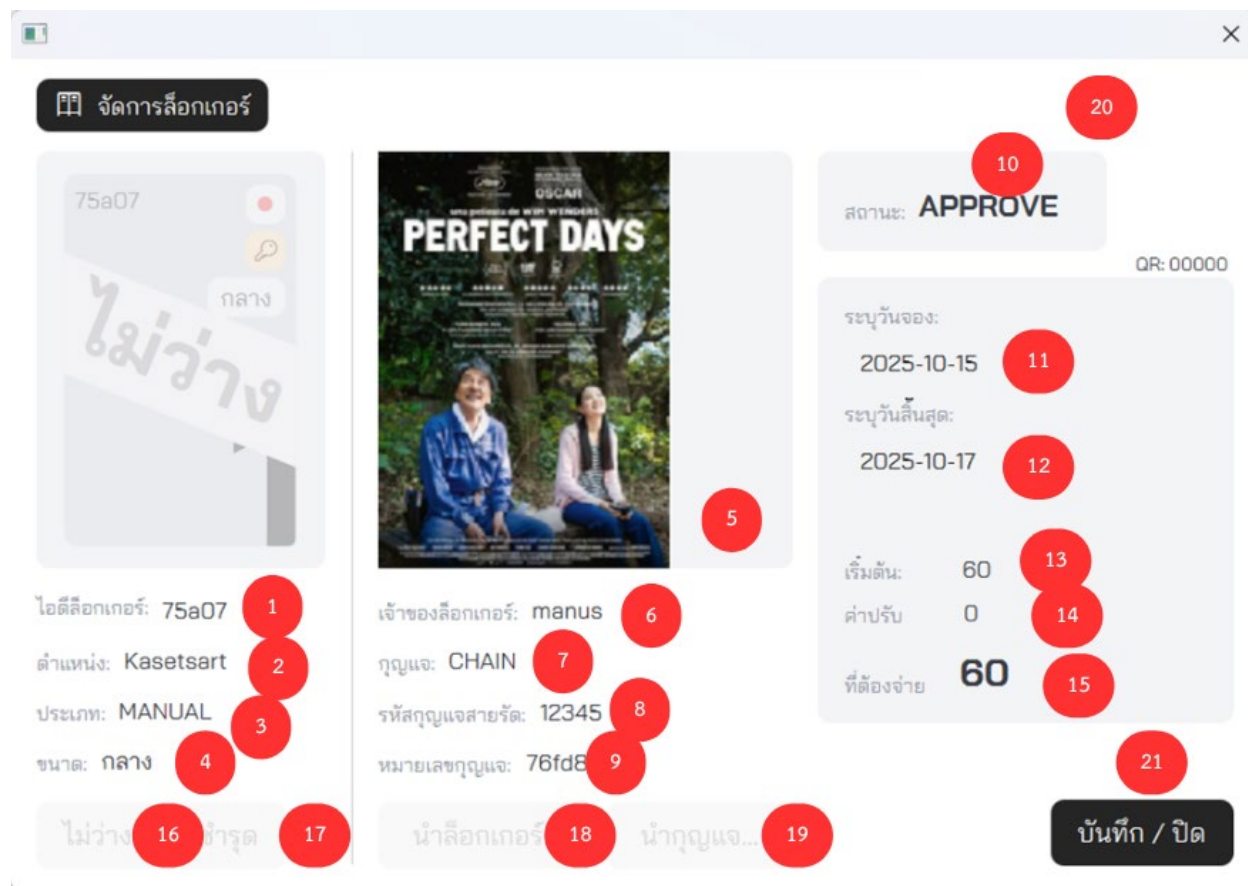 จัดการล็อกเกอร์
20
75a07
กลาง
ไม่ว่าง
OSCAR
una película de WIM WENDERS
PERFECT DAYS
5
10
สถานะ: APPROVE
QR: 00000
ระบุวันจอง:
2025-10-15 11
ระบุวันสิ้นสุด:
2025-10-17 12
เริ่มต้น: 60 13
ค่าปรับ 0 14
ที่ต้องจ่าย 60 15
ไอดีล็อกเกอร์: 75a07 1
ตำแหน่ง: Kasetsart 2
ประเภท: MANUAL 3
ขนาด: กลาง 4
เจ้าของล็อกเกอร์: manus 6
กุญแจ: CHAIN 7
รหัสกุญแจสายรัด: 12345 8
หมายเลขกุญแจ: 76fd8 9
ไม่ว่าง 16 ชำรุด 17
นำล็อกเกอร์ 18 นำกุญแจ... 19
21
บันทึก / ปิด